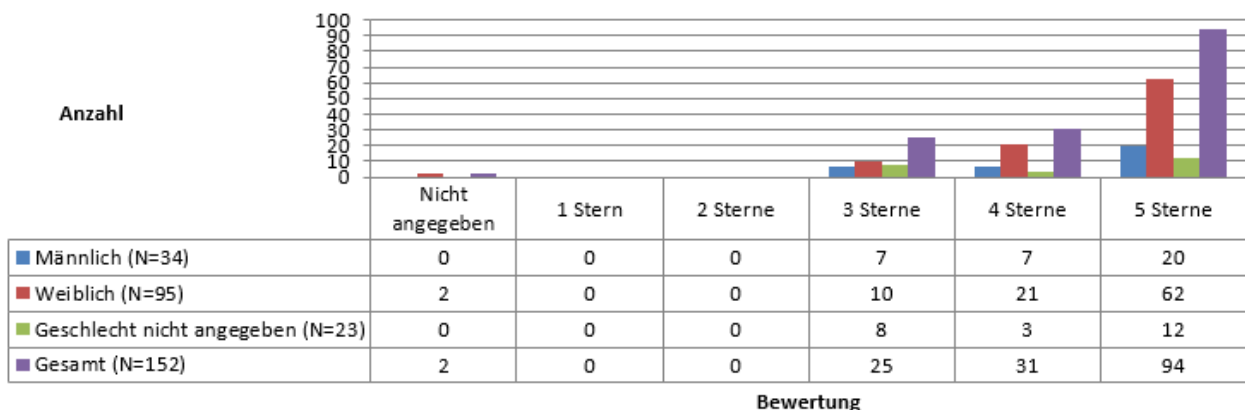 100
90
80
70
60
50
40
30
20
10
0
Anzahl
Nicht angegeben 1 Stern 2 Sterne 3 Sterne 4 Sterne 5 Sterne
Männlich (N=34) 0 0 0 7 7 20
Weiblich (N=95) 2 0 0 10 21 62
Geschlecht nicht angegeben (N=23) 0 0 0 8 3 12
Gesamt (N=152) 2 0 0 25 31 94
Bewertung